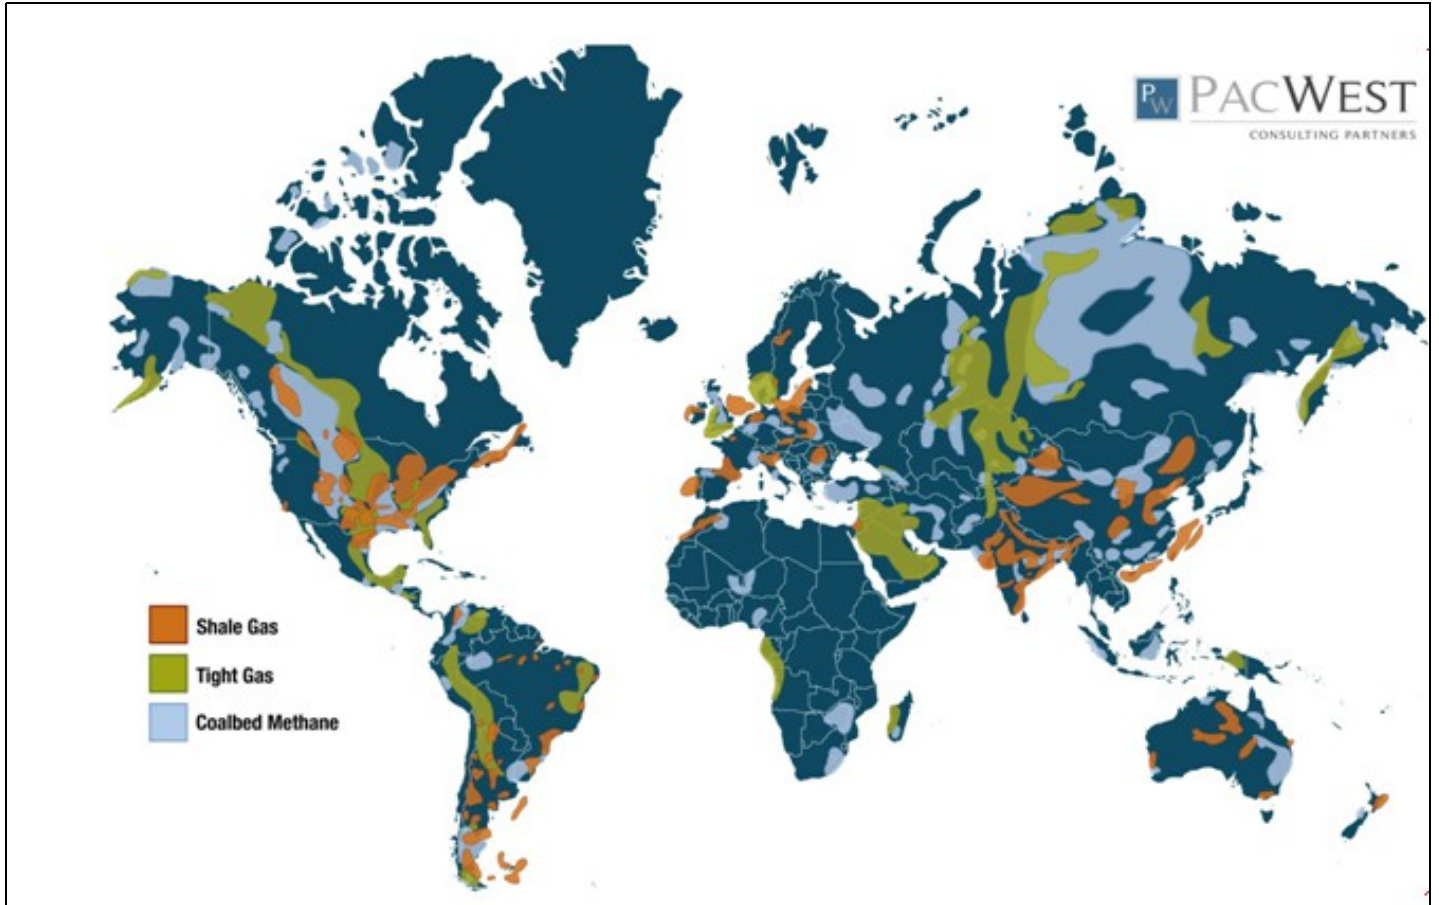 PW PACWEST
CONSULTING PARTNERS
Shale Gas
Tight Gas
Coalbed Methane